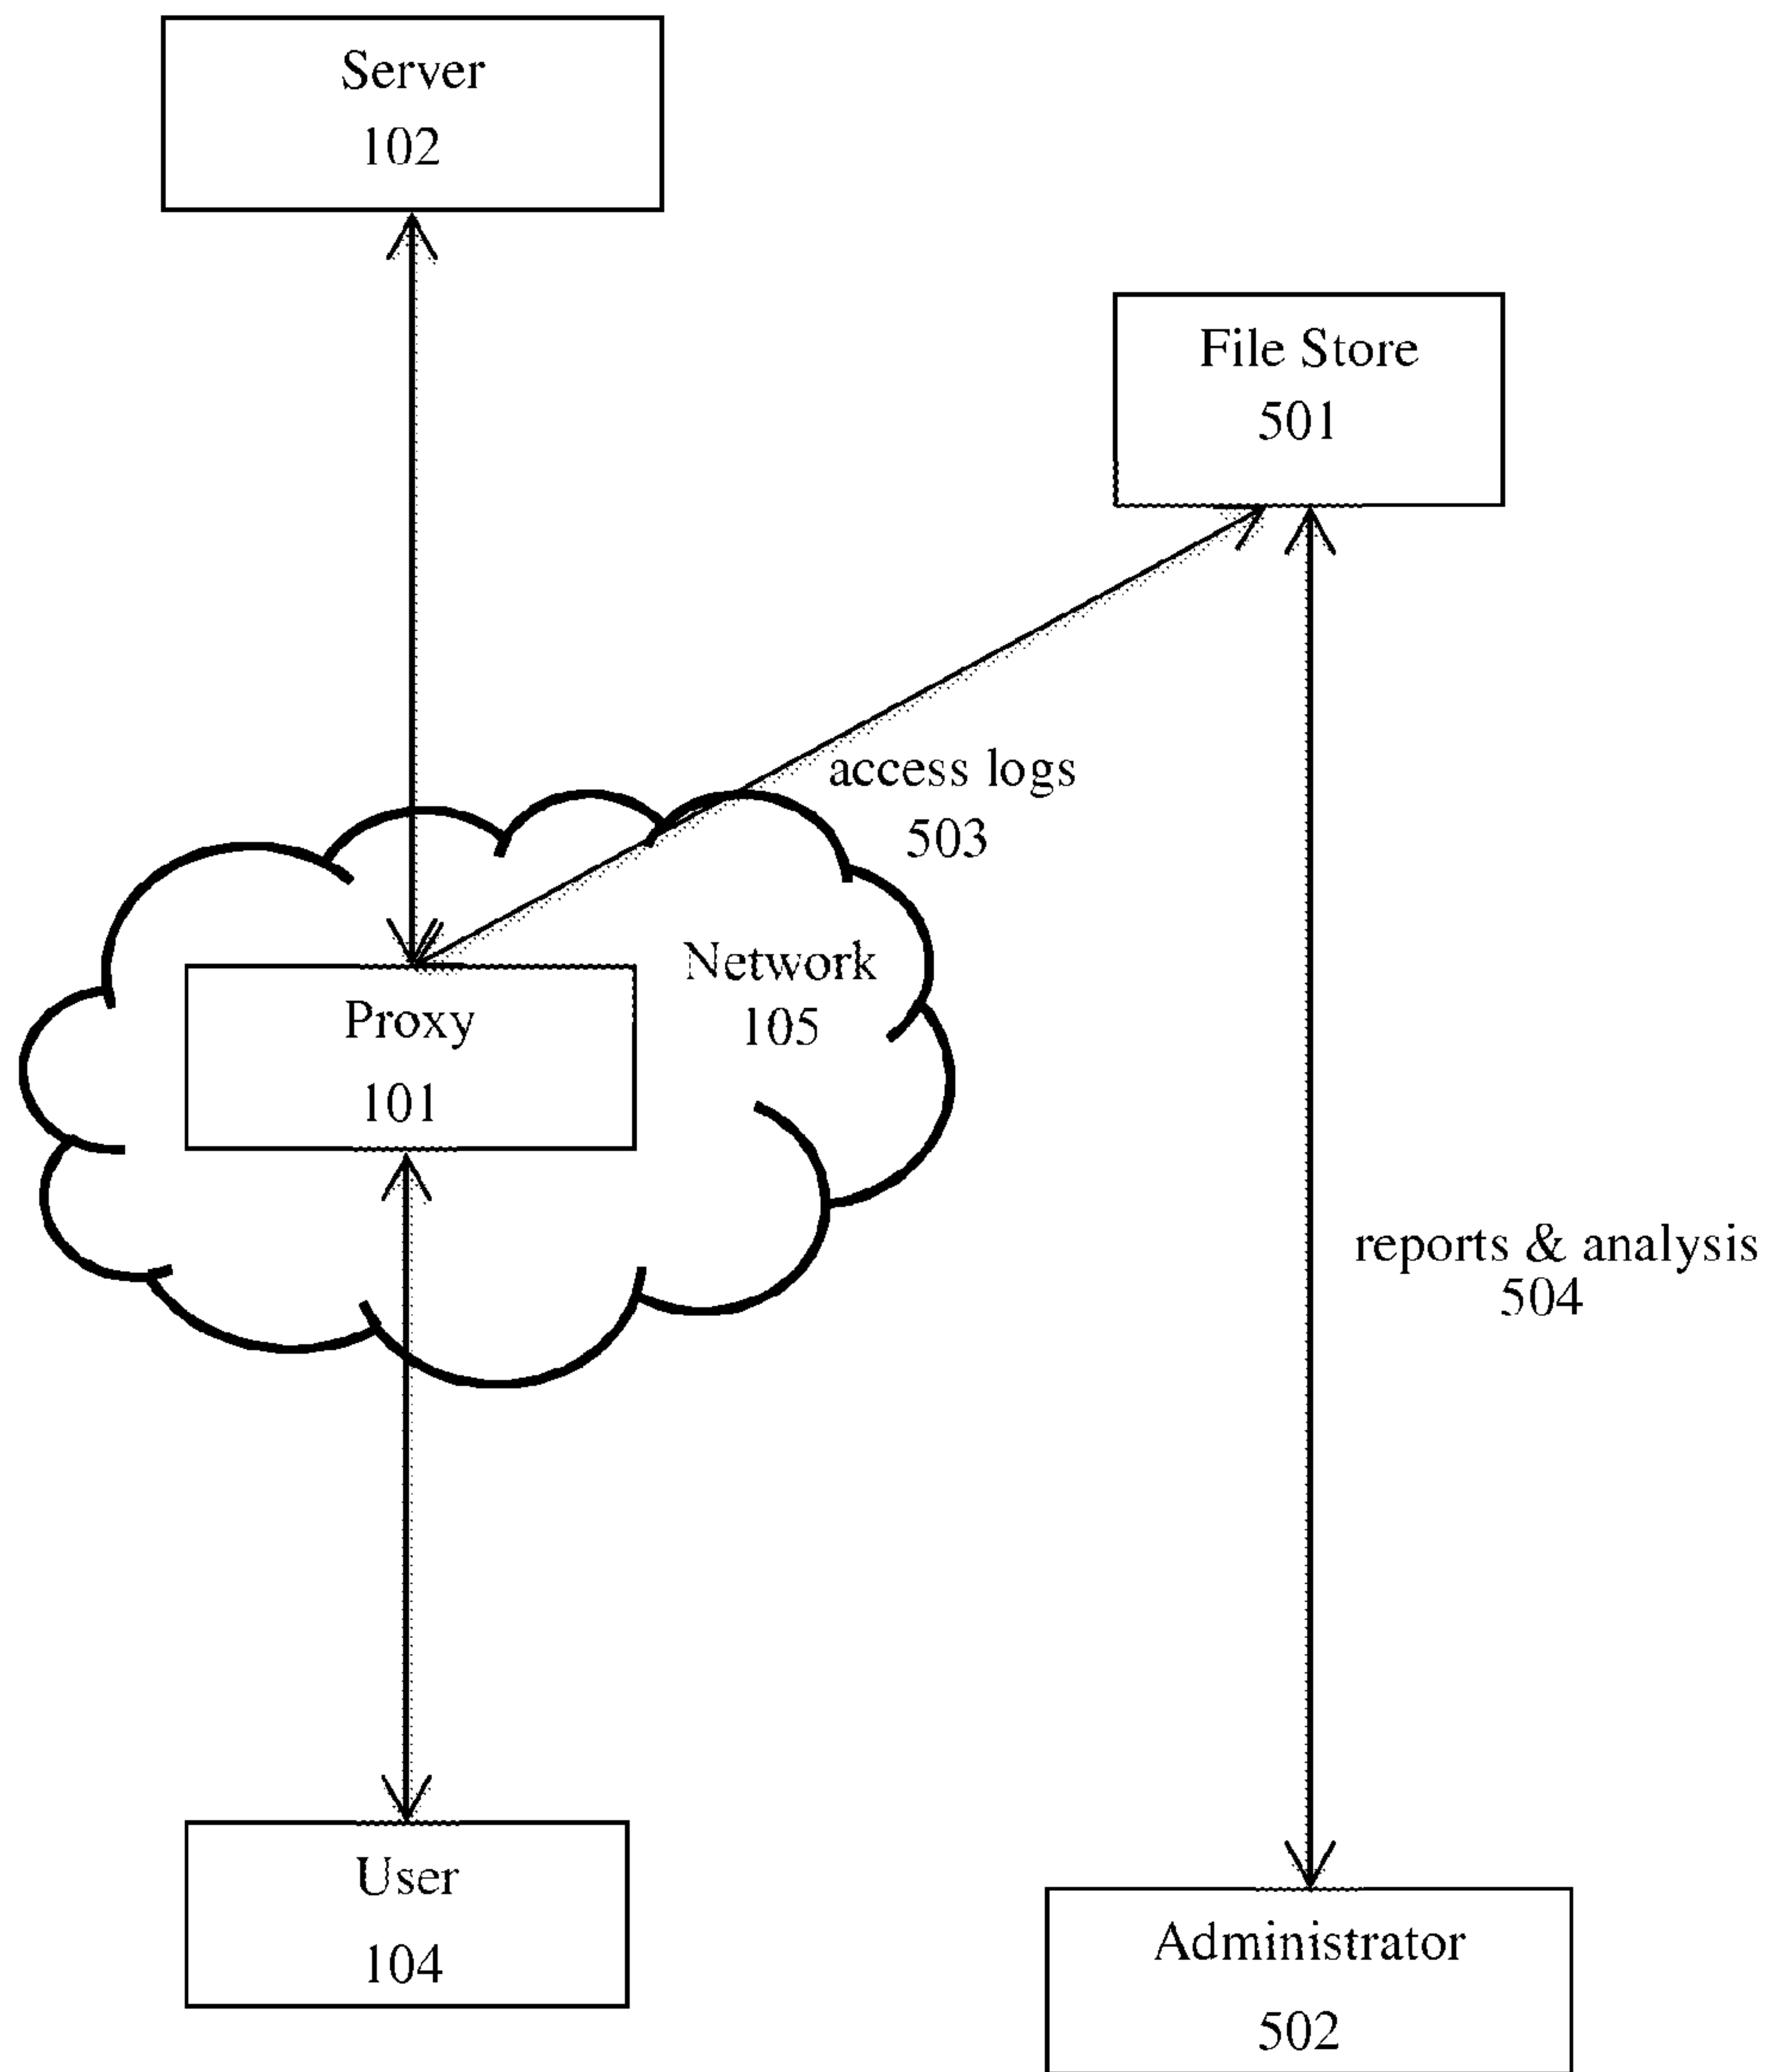 Server
102
File Store
501
access logs
503
Network
105
Proxy
101
reports & analysis
504
User
104
Administrator
502